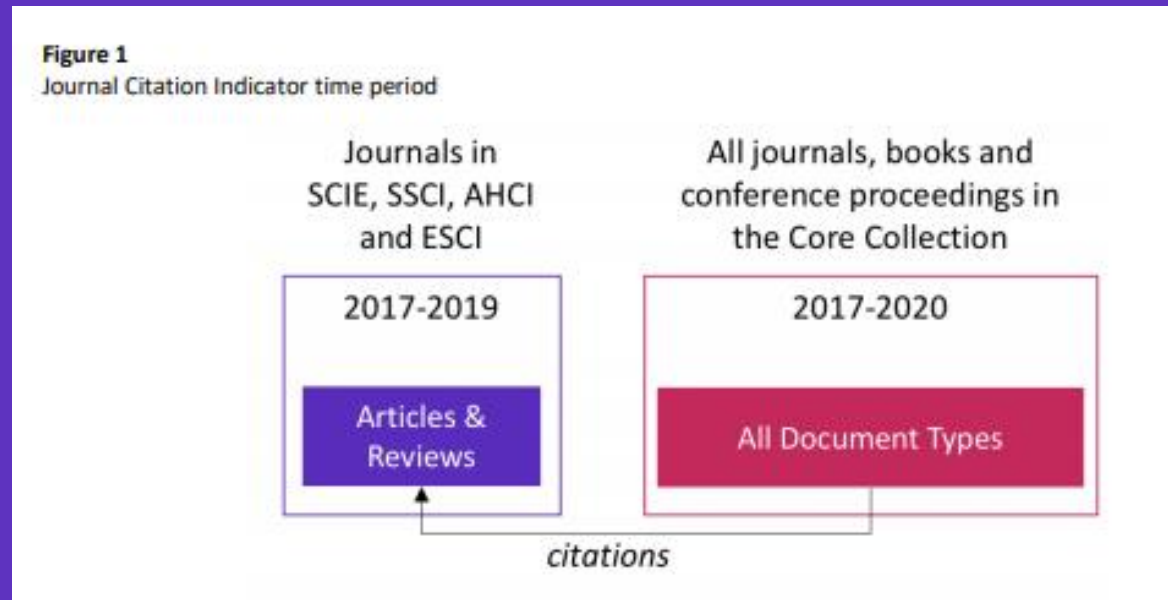 Figure 1
Journal Citation Indicator time period
Journals in
SCIE, SSCI, AHCI
and ESCI
2017-2019
Articles &
Reviews
All journals, books and
conference proceedings in
the Core Collection
2017-2020
All Document Types
citations